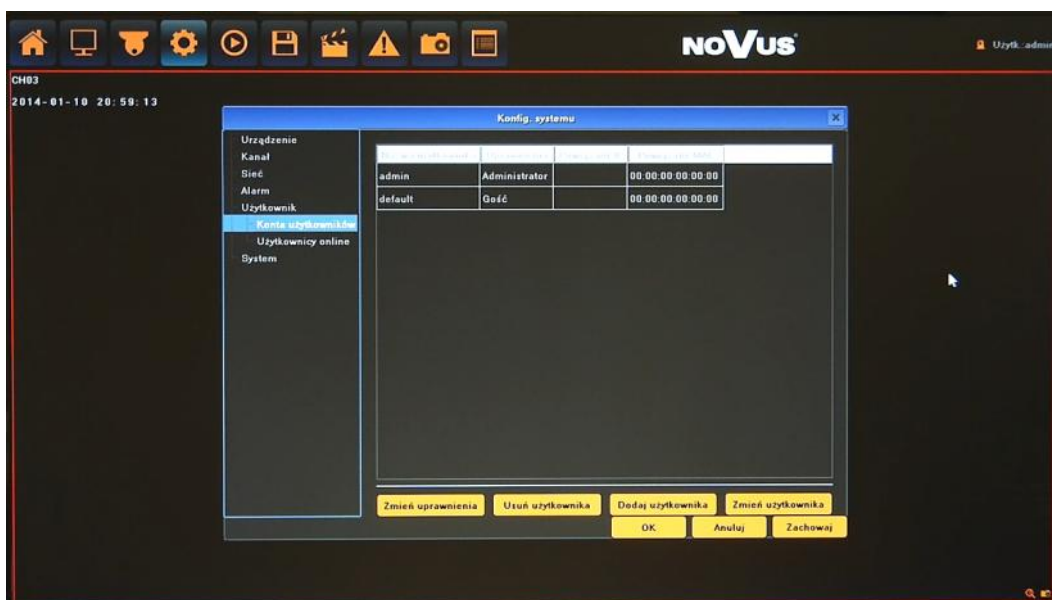 NOVUS
Użytk.:admin
CH03
2014-01-10 20:59:13
Konfig. systemu
Urządzenie
Kanał
Sieć
Alarm
Użytkownik
Konta użytkowników
Użytkownicy online
System
admin Administrator 00:00:00:00:00:00
default Gość 00:00:00:00:00:00
Zmień uprawnienia Usuń użytkownika Dodaj użytkownika Zmień użytkownika
OK Anuluj Zachowaj